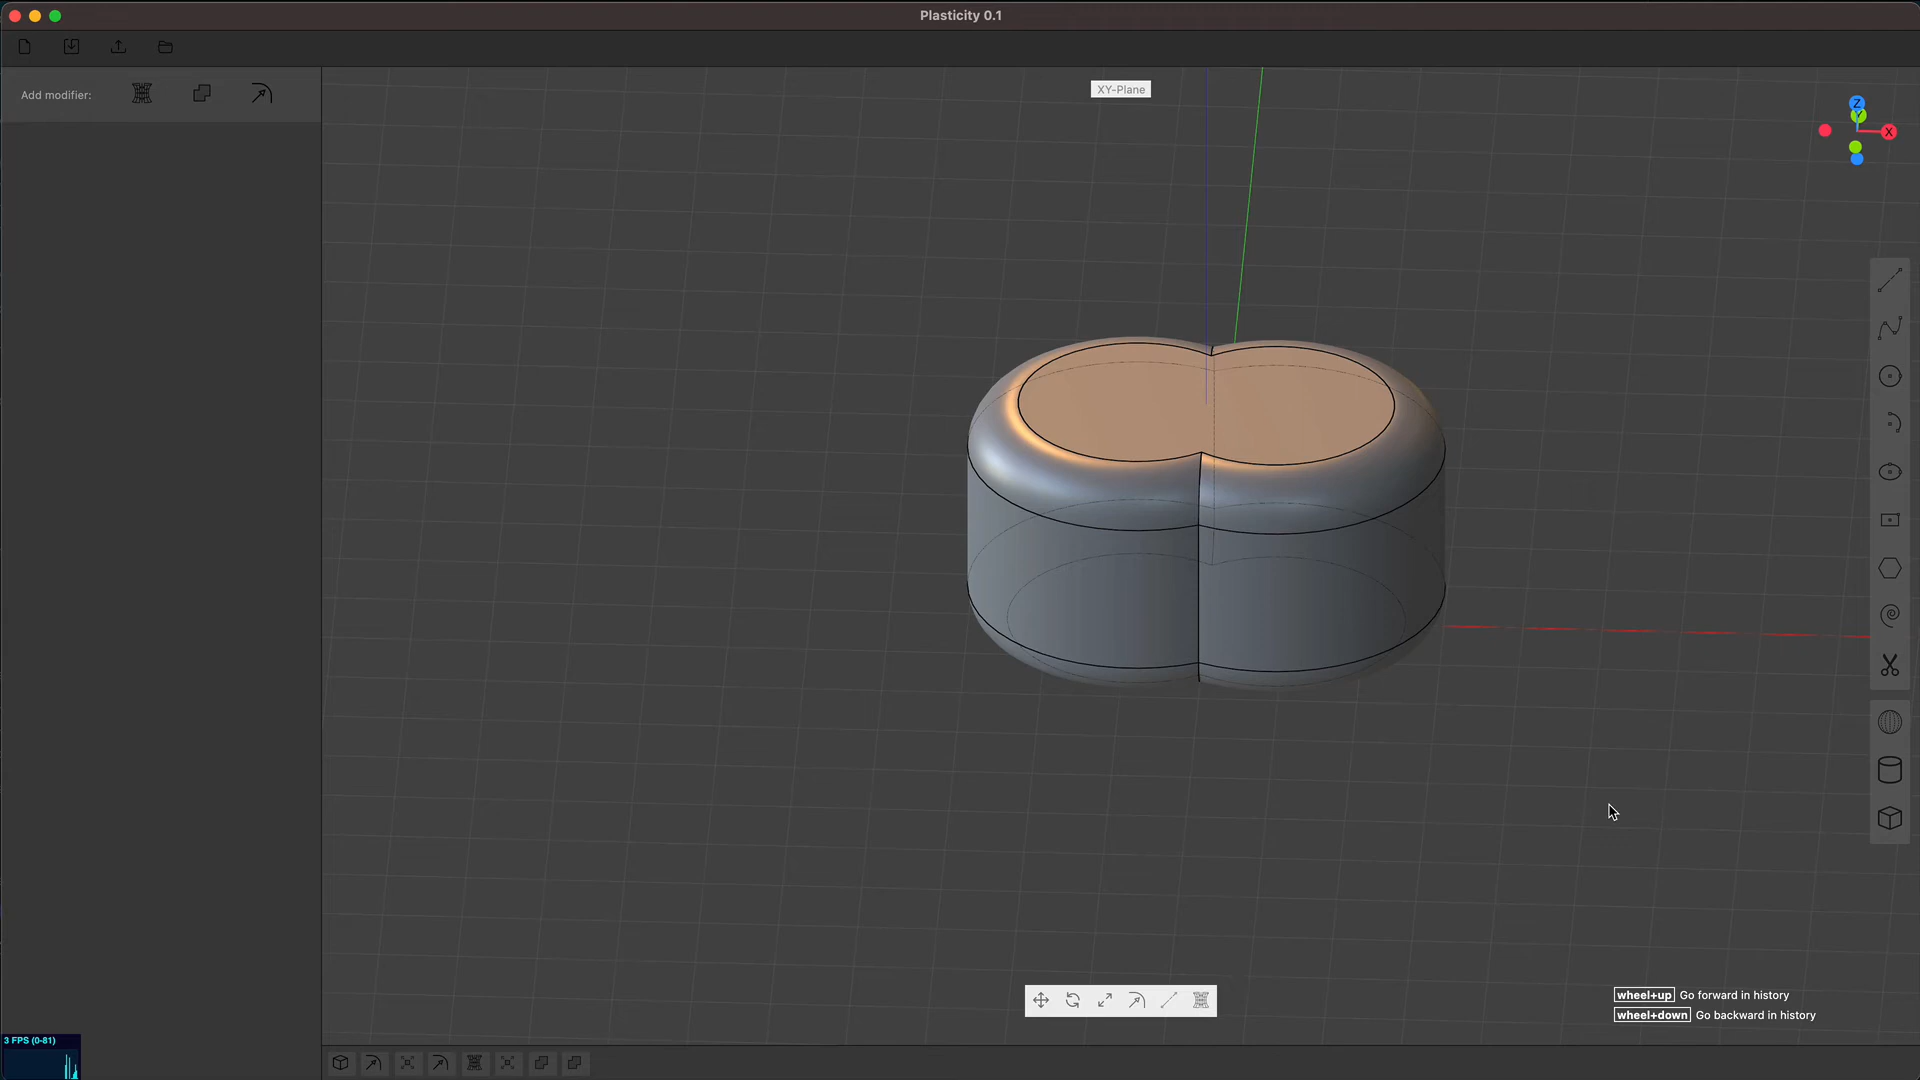 Plasticity 0.1
Add modifier:
XY-Plane
Z
Y
X
wheel+up Go forward in history
wheel+down Go backward in history
3 FPS (0-81)